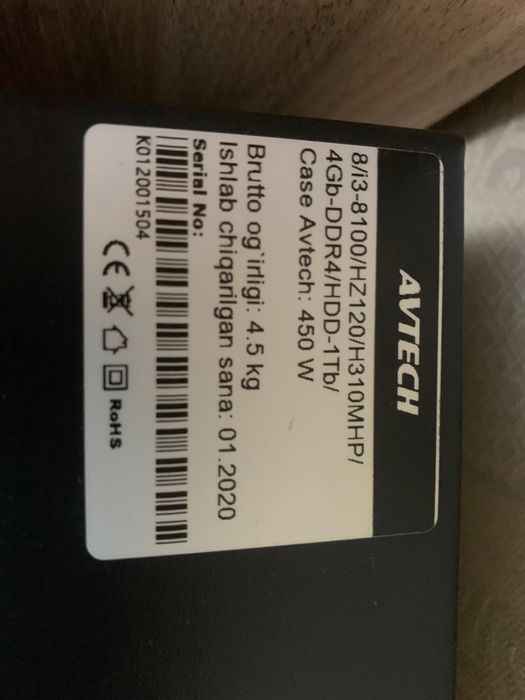 AVTECH
8/i3-8100/HZ120/H310MHP/
4Gb-DDR4/HDD-1Tb/
Case Avtech: 450 W
Brutto og`irligi: 4.5 kg
Ishlab chiqarilgan sana: 01.2020
Serial No:
K012001504
CE
RoHS